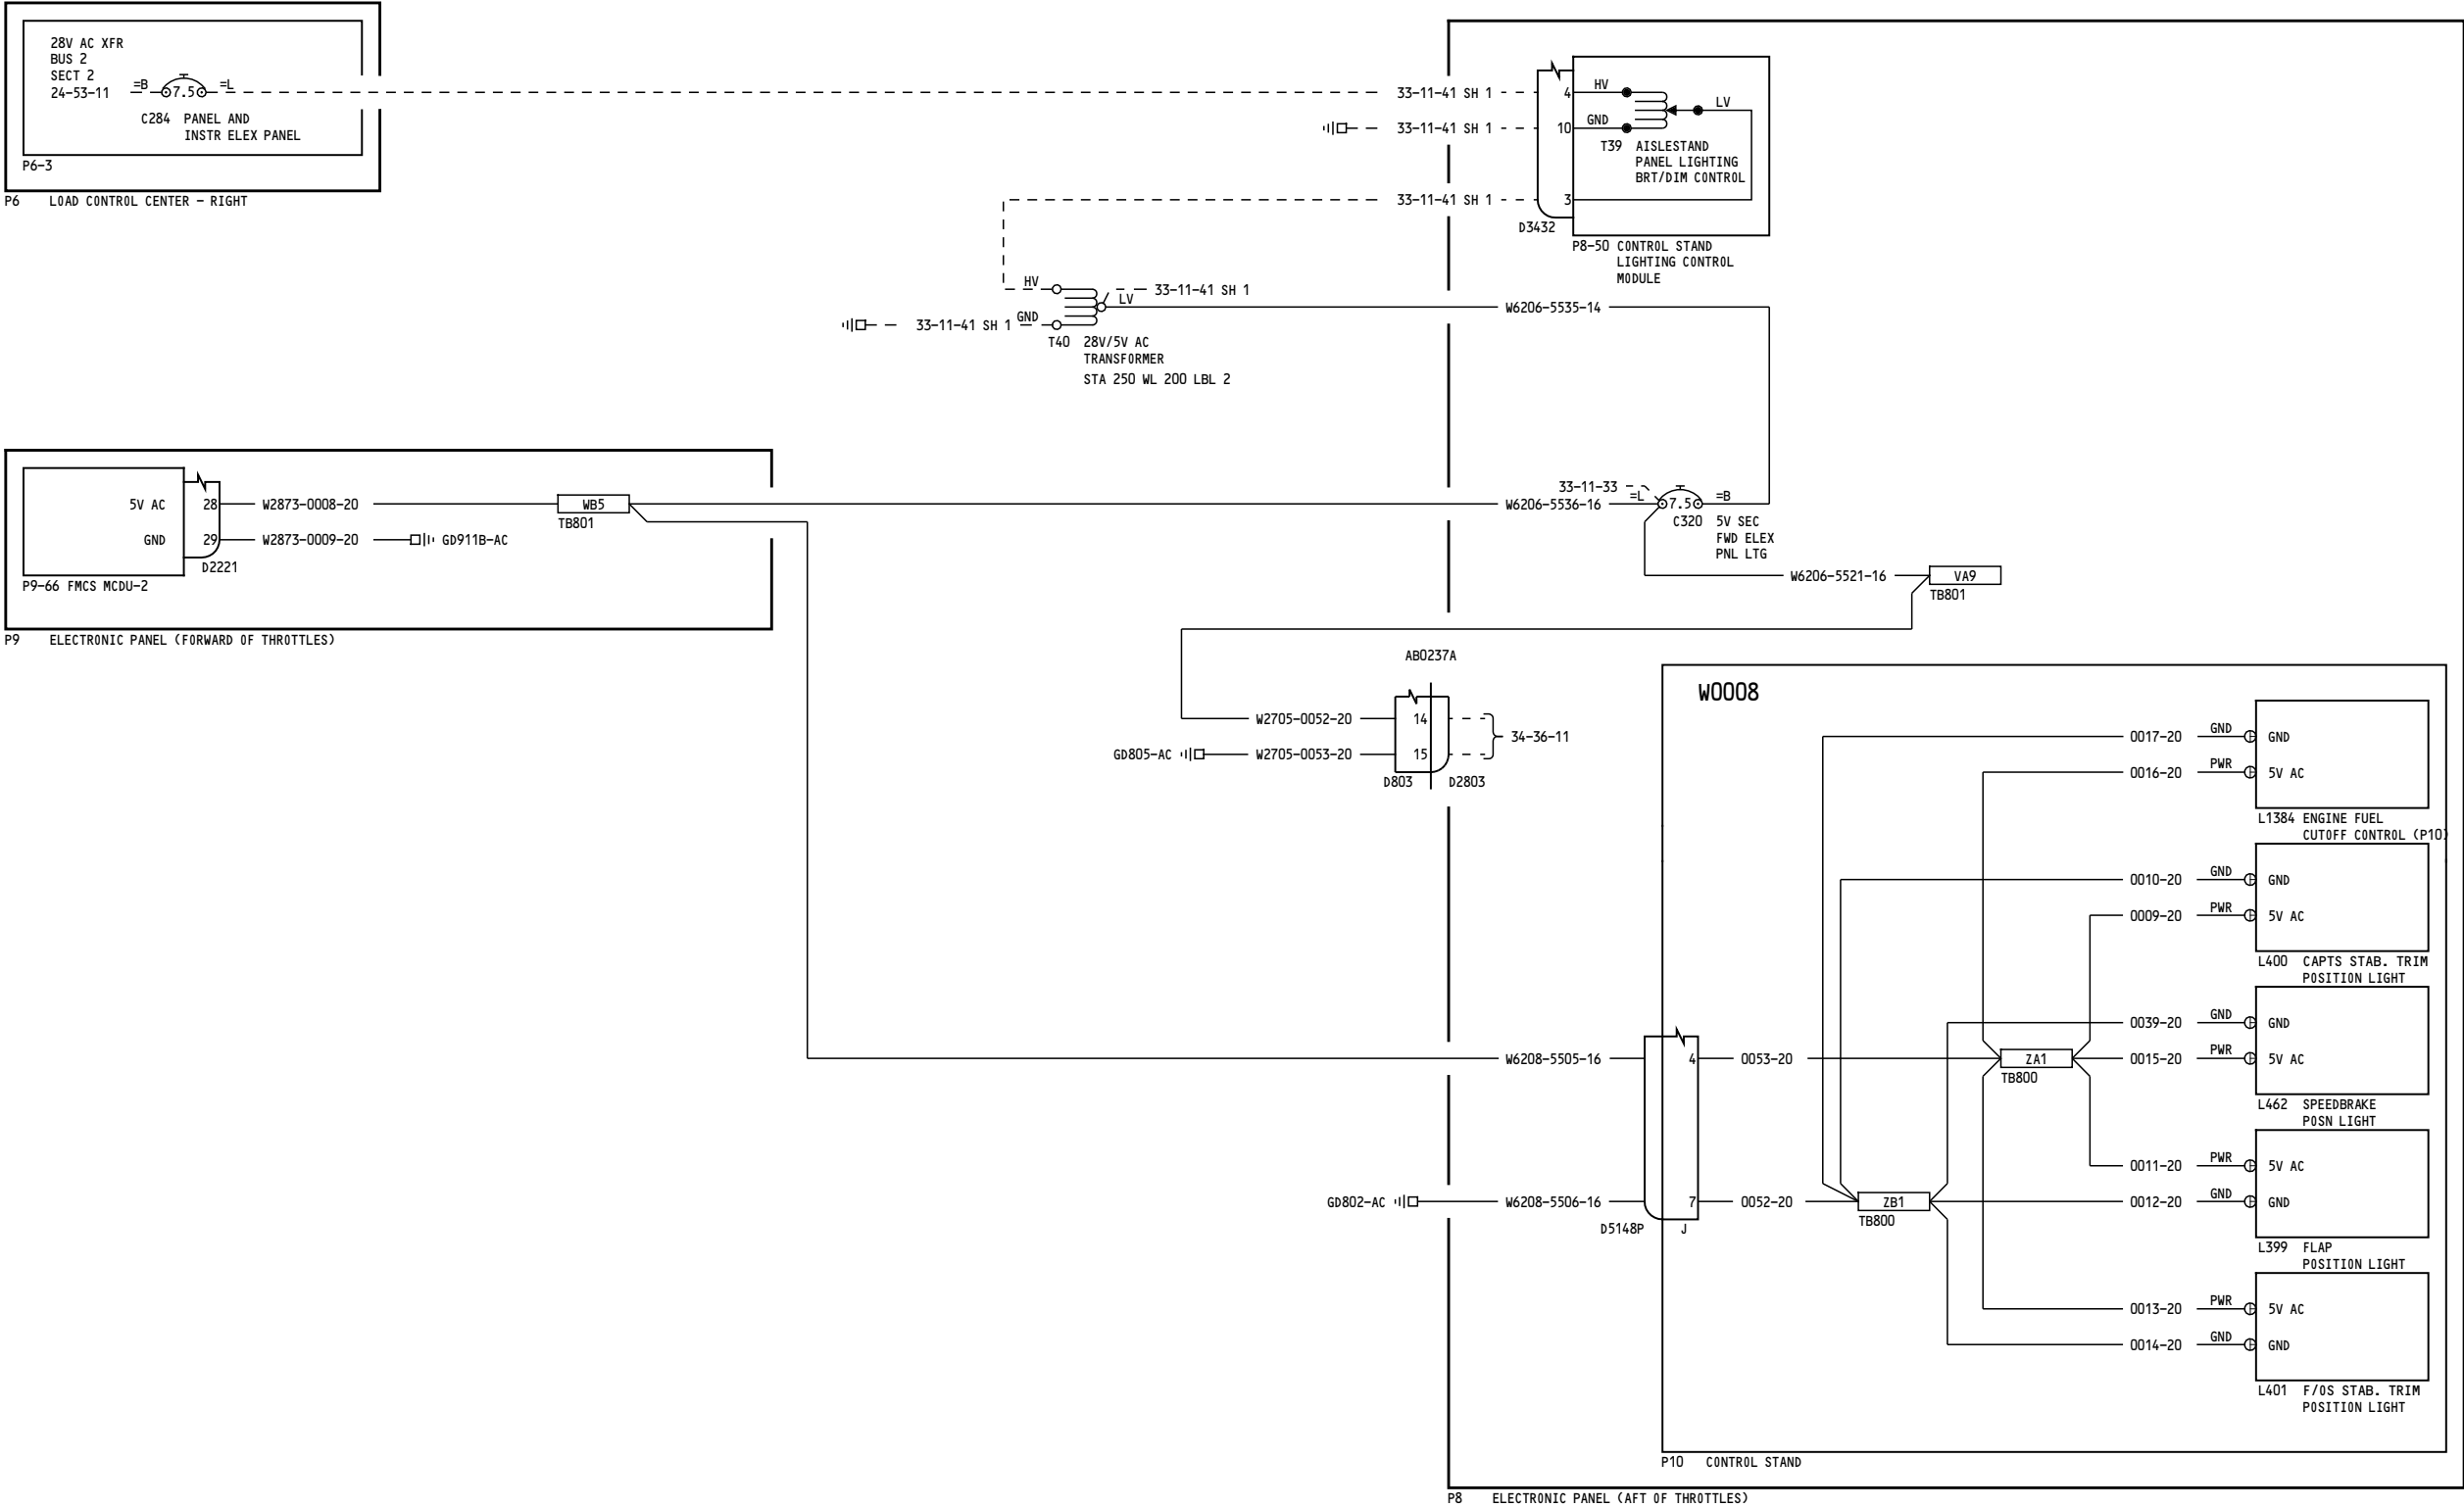 28V AC XFR
BUS 2
SECT 2
24-53-11
=B
7.5
=L
C284 PANEL AND
INSTR ELEX PANEL
P6-3
P6 LOAD CONTROL CENTER - RIGHT
33-11-41 SH 1
4
HV
LV
33-11-41 SH 1
10
GND
T39 AISLESTAND
PANEL LIGHTING
BRT/DIM CONTROL
33-11-41 SH 1
3
D3432
P8-50 CONTROL STAND
LIGHTING CONTROL
MODULE
HV
33-11-41 SH 1
LV
W6206-5535-14
33-11-41 SH 1
GND
T40 28V/5V AC
TRANSFORMER
STA 250 WL 200 LBL 2
5V AC
28
W2873-0008-20
WB5
TB801
GND
29
W2873-0009-20
GD911B-AC
D2221
P9-66 FMCS MCDU-2
P9 ELECTRONIC PANEL (FORWARD OF THROTTLES)
33-11-33
W6206-5536-16
=L
7.5
=B
C320 5V SEC
FWD ELEX
PNL LTG
W6206-5521-16
VA9
TB801
AB0237A
W2705-0052-20
14
34-36-11
GD805-AC
W2705-0053-20
15
D803
D2803
W0008
0017-20
GND
GND
0016-20
PWR
5V AC
L1384 ENGINE FUEL
CUTOFF CONTROL (P10)
0010-20
GND
GND
0009-20
PWR
5V AC
L400 CAPTS STAB. TRIM
POSITION LIGHT
0039-20
GND
GND
W6208-5505-16
4
0053-20
ZA1
TB800
0015-20
PWR
5V AC
L462 SPEEDBRAKE
POSN LIGHT
0011-20
PWR
5V AC
GD802-AC
W6208-5506-16
7
0052-20
ZB1
TB800
0012-20
GND
GND
D5148P
J
L399 FLAP
POSITION LIGHT
0013-20
PWR
5V AC
0014-20
GND
GND
L401 F/OS STAB. TRIM
POSITION LIGHT
P10 CONTROL STAND
P8 ELECTRONIC PANEL (AFT OF THROTTLES)